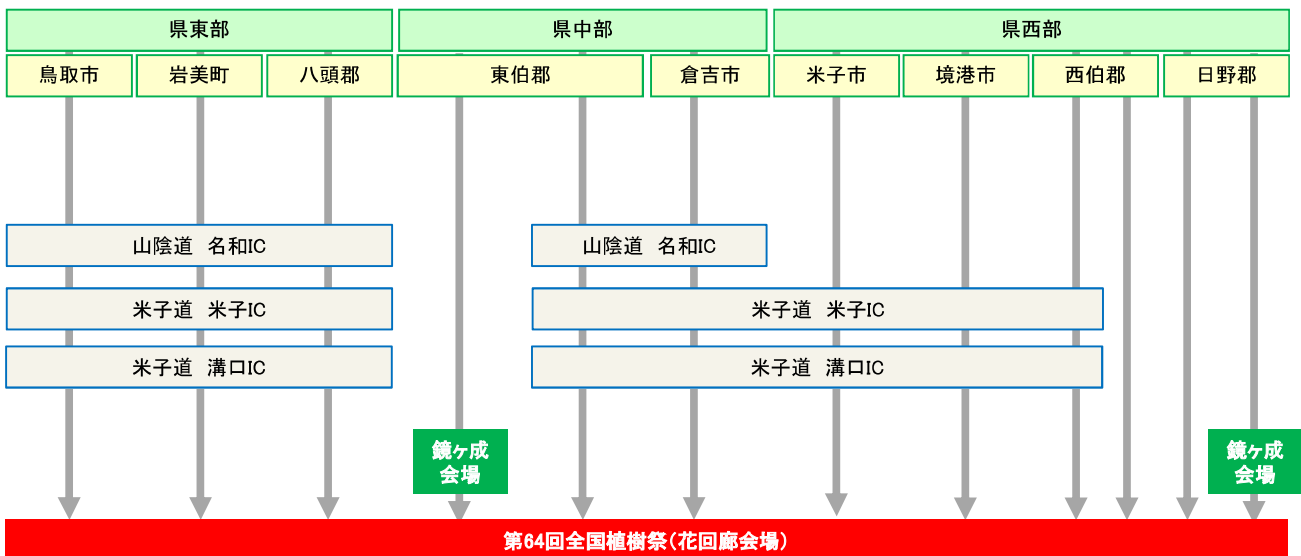 県東部 県中部 県西部
鳥取市 岩美町 八頭郡 東伯郡 倉吉市 米子市 境港市 西伯郡 日野郡
山陰道 名和IC 山陰道 名和IC
米子道 米子IC 米子道 米子IC
米子道 溝口IC 米子道 溝口IC
鏡ヶ成 鏡ヶ成
会場 会場
第64回全国植樹祭(花回廊会場)